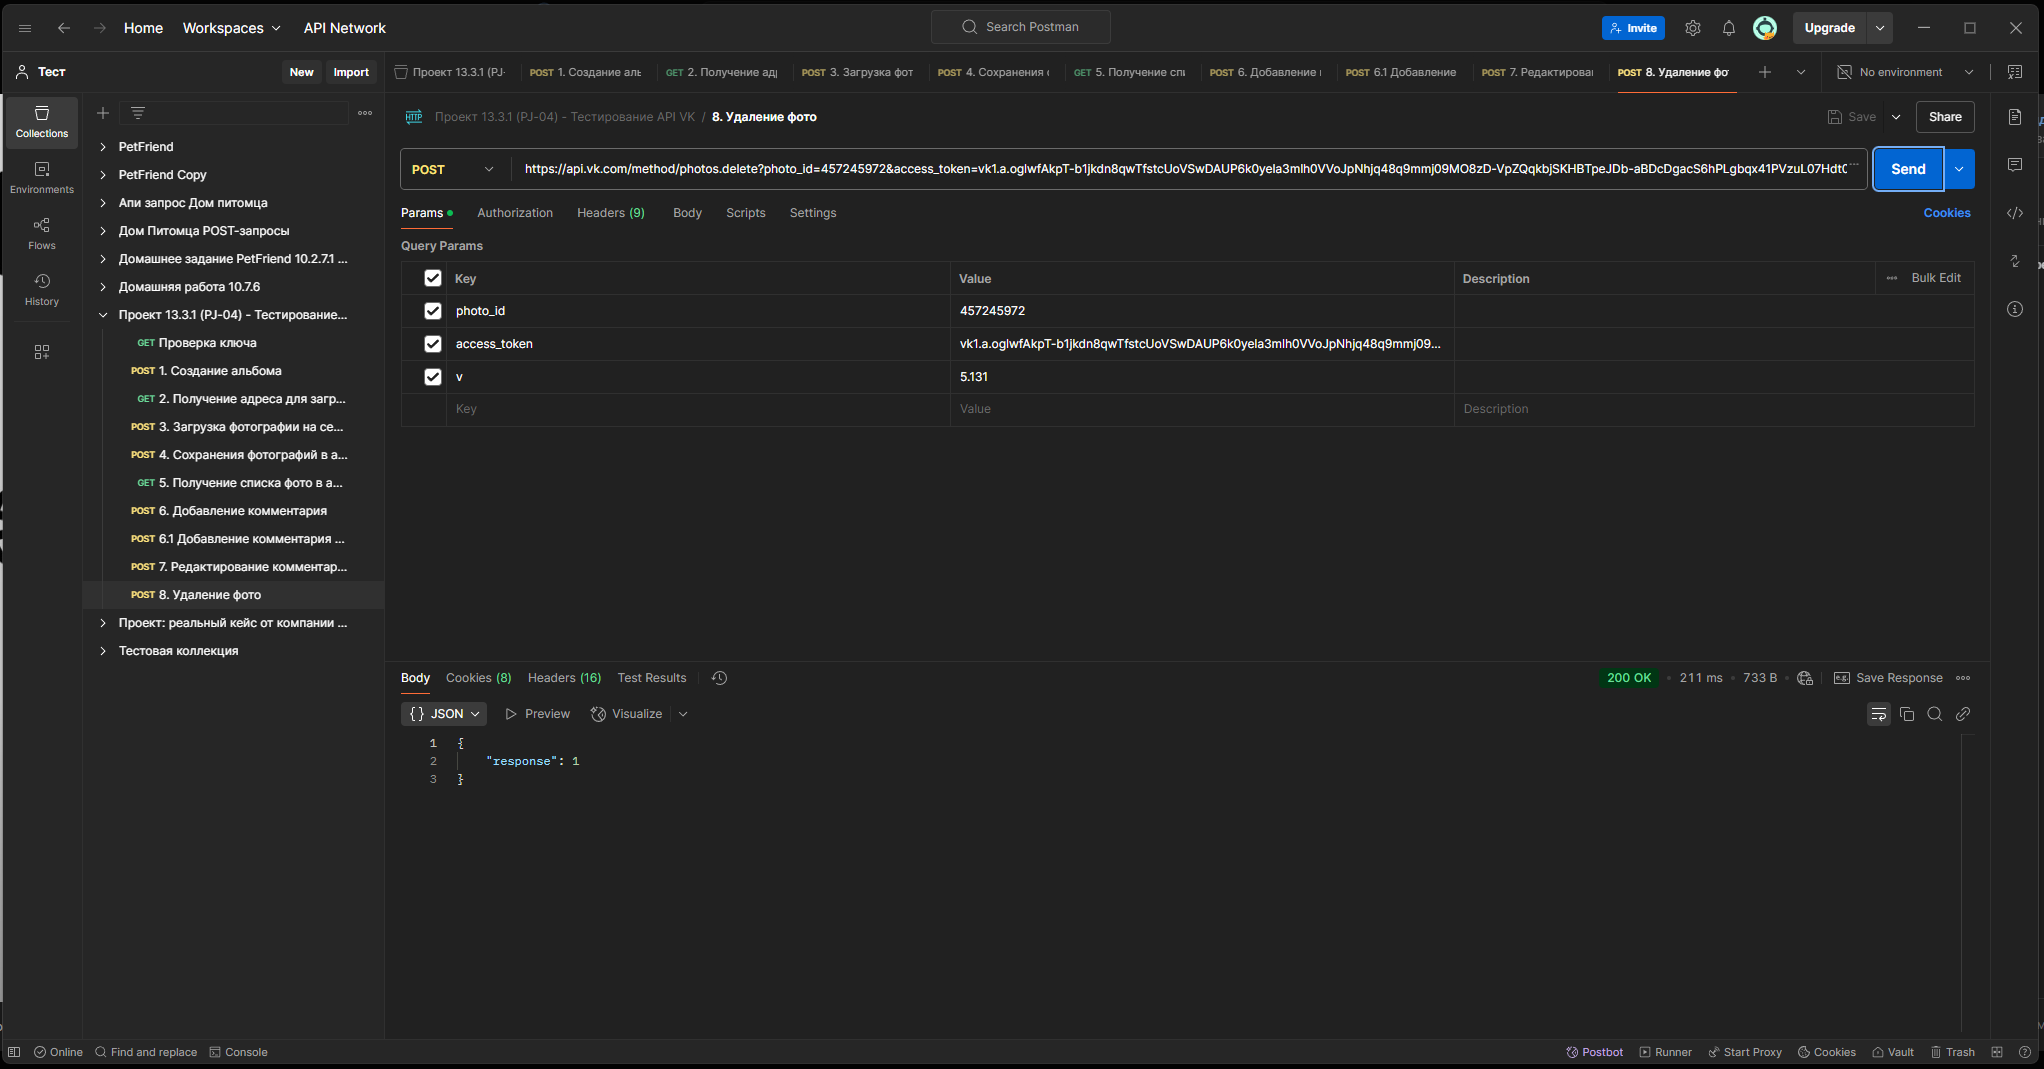 Home Workspaces API Network Search Postman Invite Upgrade
Тест New Import
Проект 13.3.1 (PJ- POST 1. Создание аль GET 2. Получение ад POST 3. Загрузка фот POST 4. Сохранения GET 5. Получение спи POST 6. Добавление POST 6.1 Добавление POST 7. Редактирова POST 8. Удаление фо No environment
Collections
Environments
Flows
History
PetFriend
PetFriend Copy
Апи запрос Дом питомца
Дом Питомца POST-запросы
Домашнее задание PetFriend 10.2.7.1 ...
Домашняя работа 10.7.6
Проект 13.3.1 (PJ-04) - Тестирование...
GET Проверка ключа
POST 1. Создание альбома
GET 2. Получение адреса для загр...
POST 3. Загрузка фотографии на се...
POST 4. Сохранения фотографий в а...
GET 5. Получение списка фото в а...
POST 6. Добавление комментария
POST 6.1 Добавление комментария ...
POST 7. Редактирование комментар...
POST 8. Удаление фото
Проект: реальный кейс от компании ...
Тестовая коллекция
HTTP Проект 13.3.1 (PJ-04) - Тестирование API VK / 8. Удаление фото Save Share
POST https://api.vk.com/method/photos.delete?photo_id=457245972&access_token= Send
Params Authorization Headers (9) Body Scripts Settings Cookies
Query Params
Key Value Description Bulk Edit
photo_id 457245972
access_token
v 5.131
Key Value Description
Body Cookies (8) Headers (16) Test Results 200 OK 211 ms 733 B e.g. Save Response
{} JSON Preview Visualize
1 {
2 "response": 1
3 }
Online Find and replace Console Postbot Runner Start Proxy Cookies Vault Trash